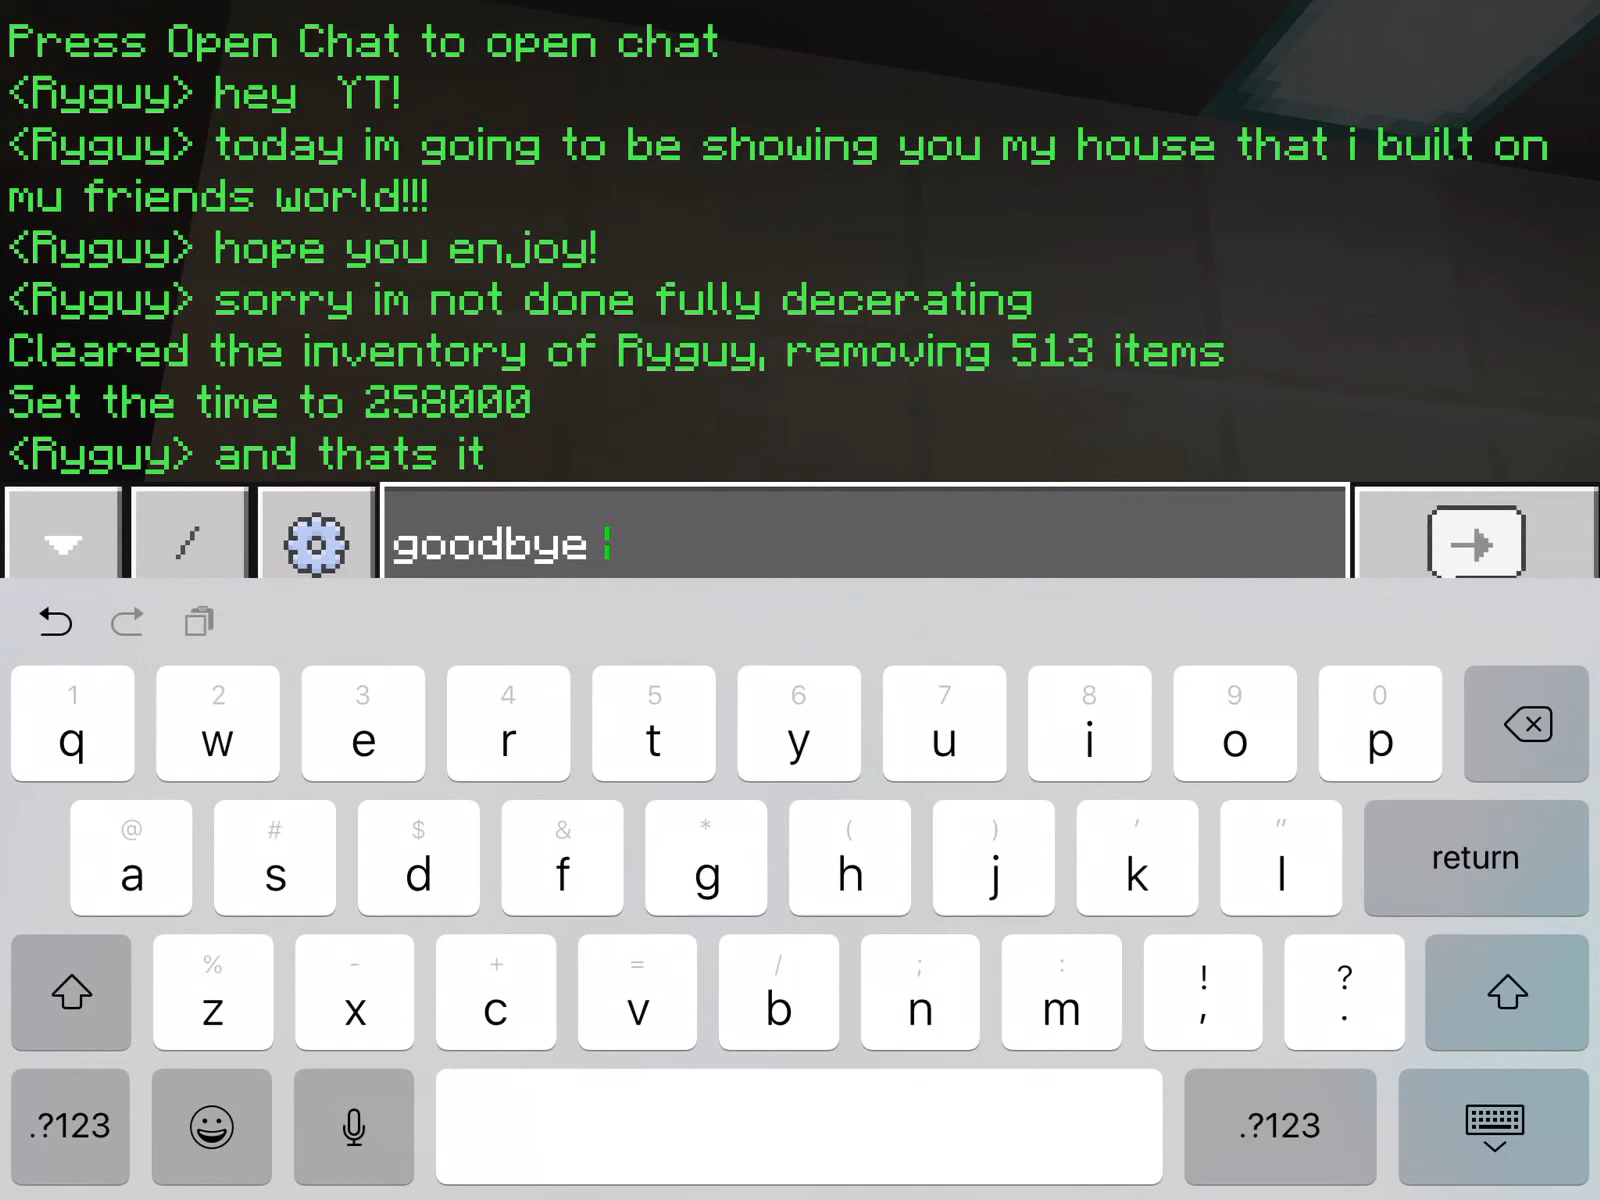 Press Open Chat to open chat
<Ryguy> hey  YT!
<Ryguy> today im going to be showing you my house that i built on
my friends world!!!
<Ryguy> hope you enjoy!
<Ryguy> sorry im not done fully decerating
Cleared the inventory of Ryguy, removing 513 items
Set the time to 258000
<Ryguy> and thats it
/ goodbye
1 2 3 4 5 6 7 8 9 0
q w e r t y u i o p
@ # $ & * ( ) ' "
a s d f g h j k l return
% - + = / ; : ! ?
z x c v b n m , .
.?123 .?123